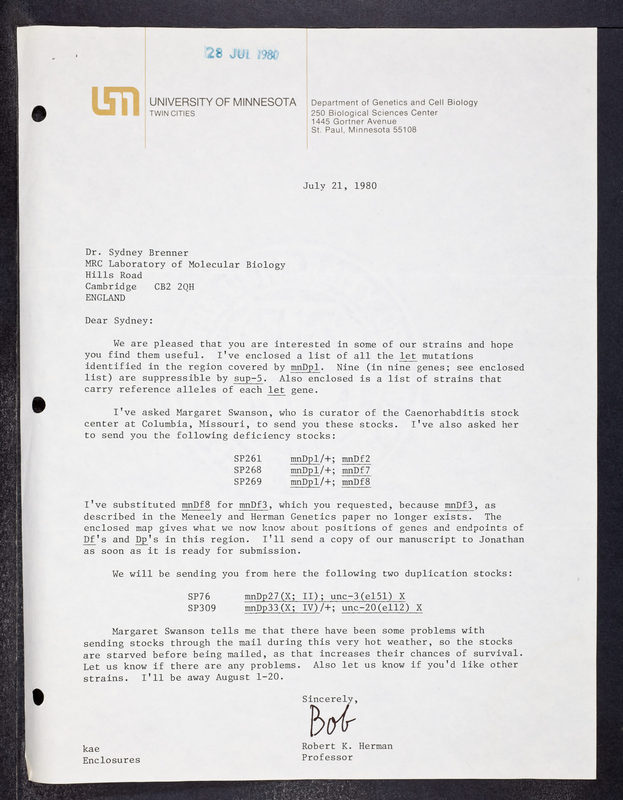 28 JUL 1980
UNIVERSITY OF MINNESOTA
TWIN CITIES
Department of Genetics and Cell Biology
250 Biological Sciences Center
1445 Gortner Avenue
St. Paul, Minnesota 55108
July 21, 1980
Dr. Sydney Brenner
MRC Laboratory of Molecular Biology
Hills Road
Cambridge CB2 2QH
ENGLAND
Dear Sydney:
We are pleased that you are interested in some of our strains and hope
you find them useful. I've enclosed a list of all the let mutations
identified in the region covered by mnDp1. Nine (in nine genes; see enclosed
list) are suppressible by sup-5. Also enclosed is a list of strains that
carry reference alleles of each let gene.
I've asked Margaret Swanson, who is curator of the Caenorhabditis stock
center at Columbia, Missouri, to send you these stocks. I've also asked her
to send you the following deficiency stocks:
SP261 mnDp1/+; mnDf2
SP268 mnDp1/+; mnDf7
SP269 mnDp1/+; mnDf8
I've substituted mnDf8 for mnDf3, which you requested, because mnDf3, as
described in the Meneely and Herman Genetics paper no longer exists. The
enclosed map gives what we now know about positions of genes and endpoints of
Df's and Dp's in this region. I'll send a copy of our manuscript to Jonathan
as soon as it is ready for submission.
We will be sending you from here the following two duplication stocks:
SP76 mnDp27(X; II); unc-3(e151) X
SP309 mnDp33(X; IV)/+; unc-20(e112) X
Margaret Swanson tells me that there have been some problems with
sending stocks through the mail during this very hot weather, so the stocks
are starved before being mailed, as that increases their chances of survival.
Let us know if there are any problems. Also let us know if you'd like other
strains. I'll be away August 1-20.
Sincerely,
Bob
Robert K. Herman
Professor
kae
Enclosures